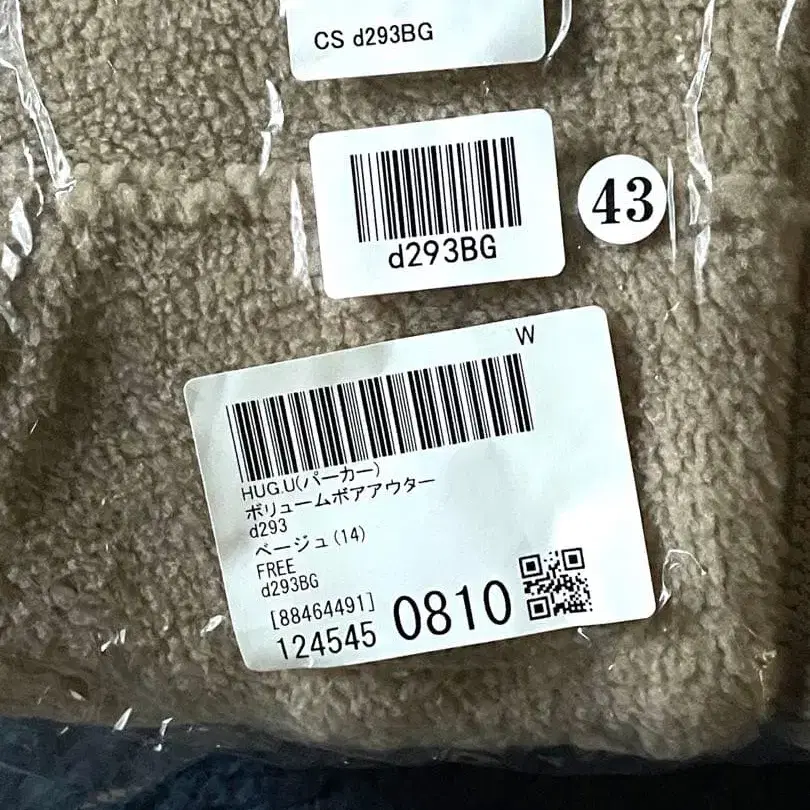 CS d293BG
d293BG
43
W
HUG.U(パーカー)
ボリュームボアアウター
d293
ベージュ(14)
FREE
d293BG
[88464491]
124545 0810